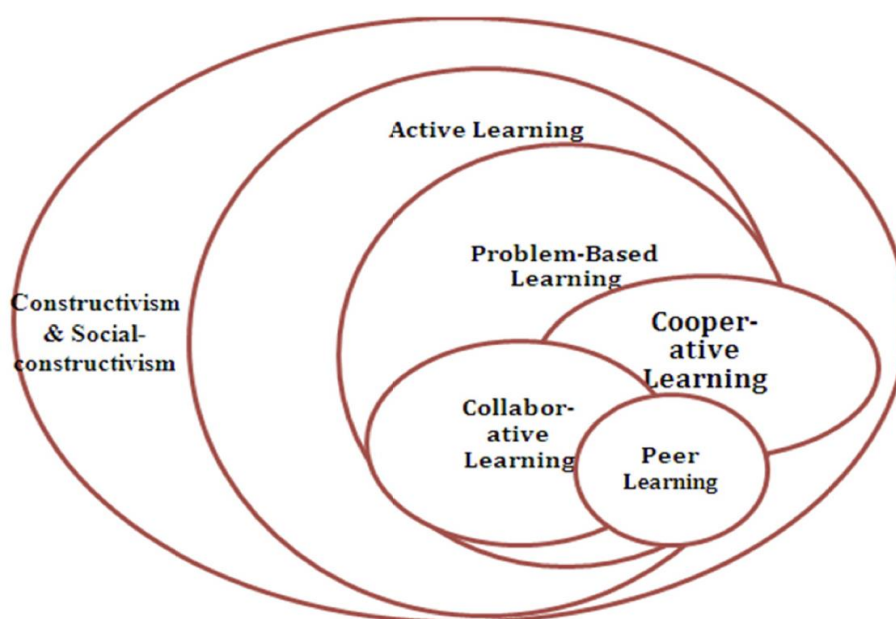 Active Learning
Problem-Based
Learning
Constructivism
& Social-
constructivism
Cooper-
ative
Learning
Collabor-
ative
Learning
Peer
Learning